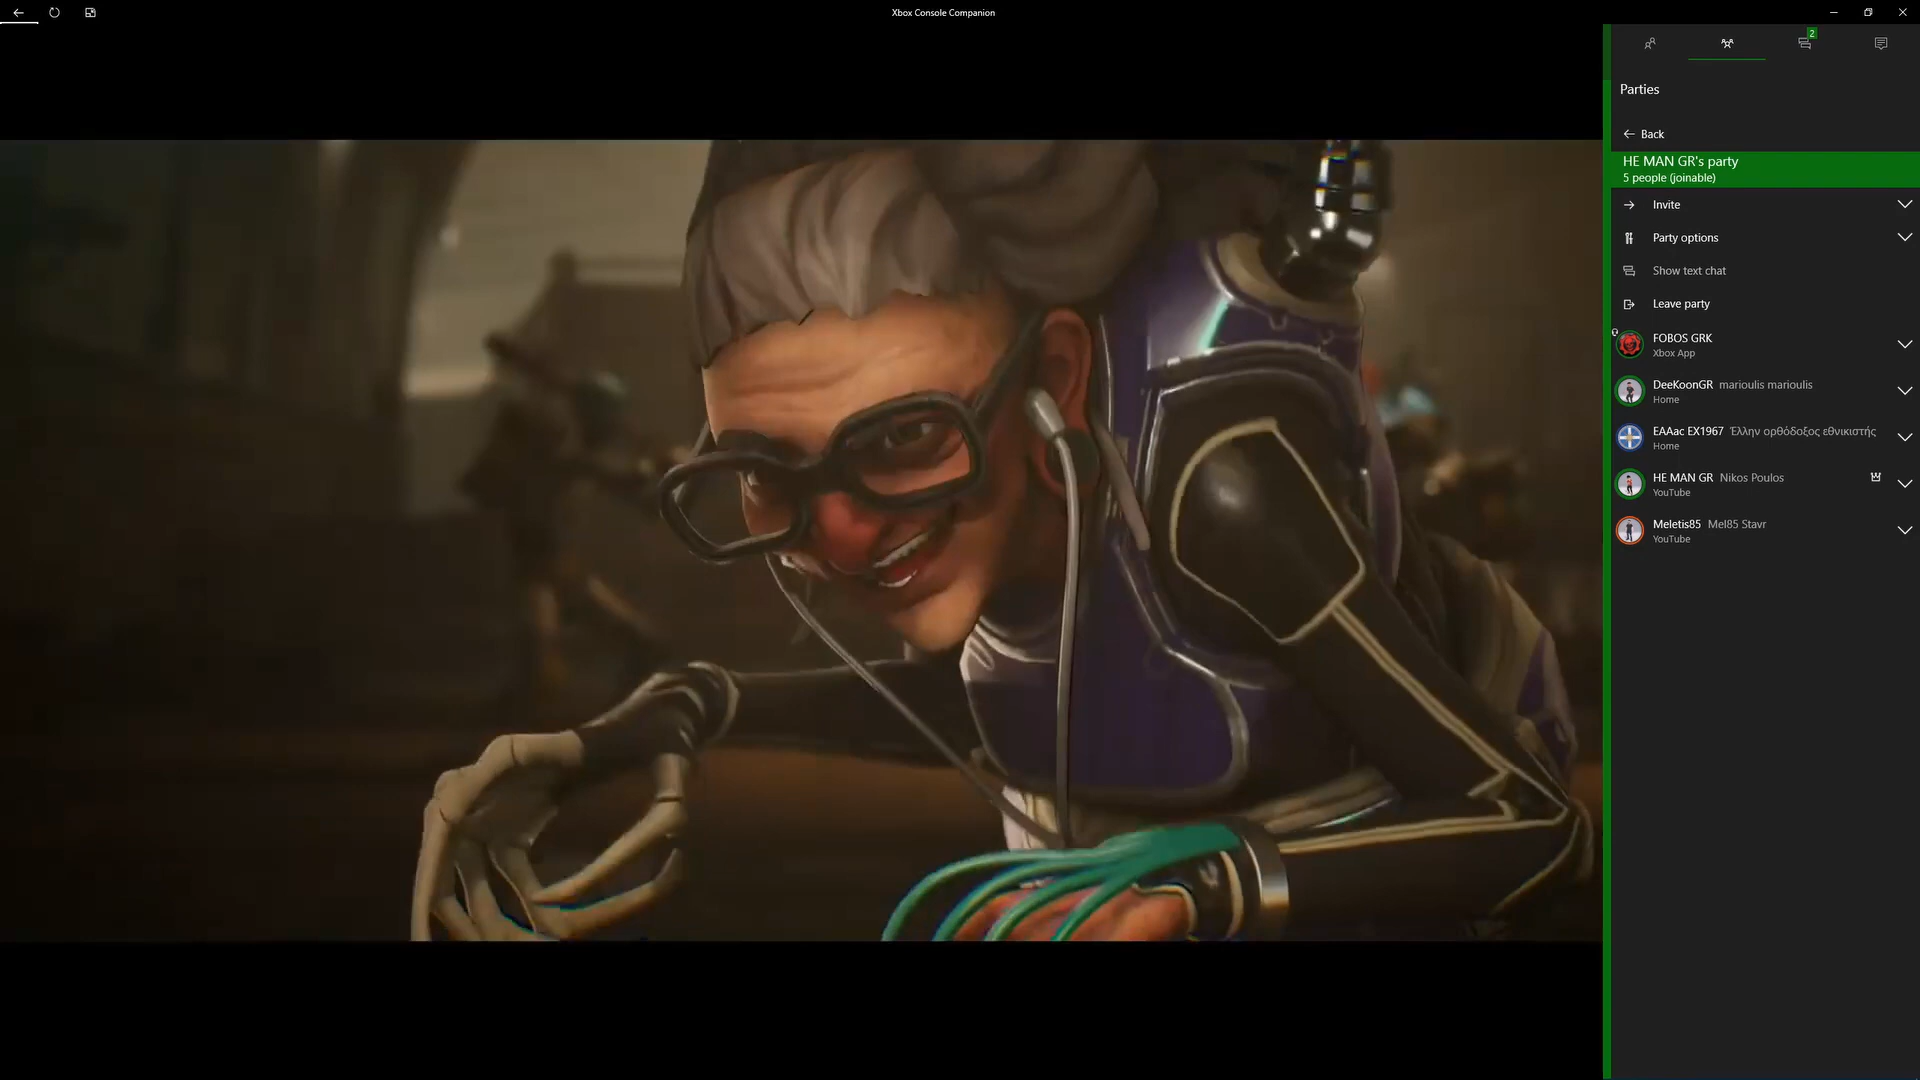 Xbox Console Companion
2
Parties
Back
HE MAN GR's party
5 people (joinable)
Invite
Party options
Show text chat
Leave party
FOBOS GRK
Xbox App
DeeKoonGR marioulis marioulis
Home
EAAac EX1967 Έλλην ορθόδοξος εθνικιστής
Home
HE MAN GR Nikos Poulos
YouTube
Meletis85 Mel85 Stavr
YouTube